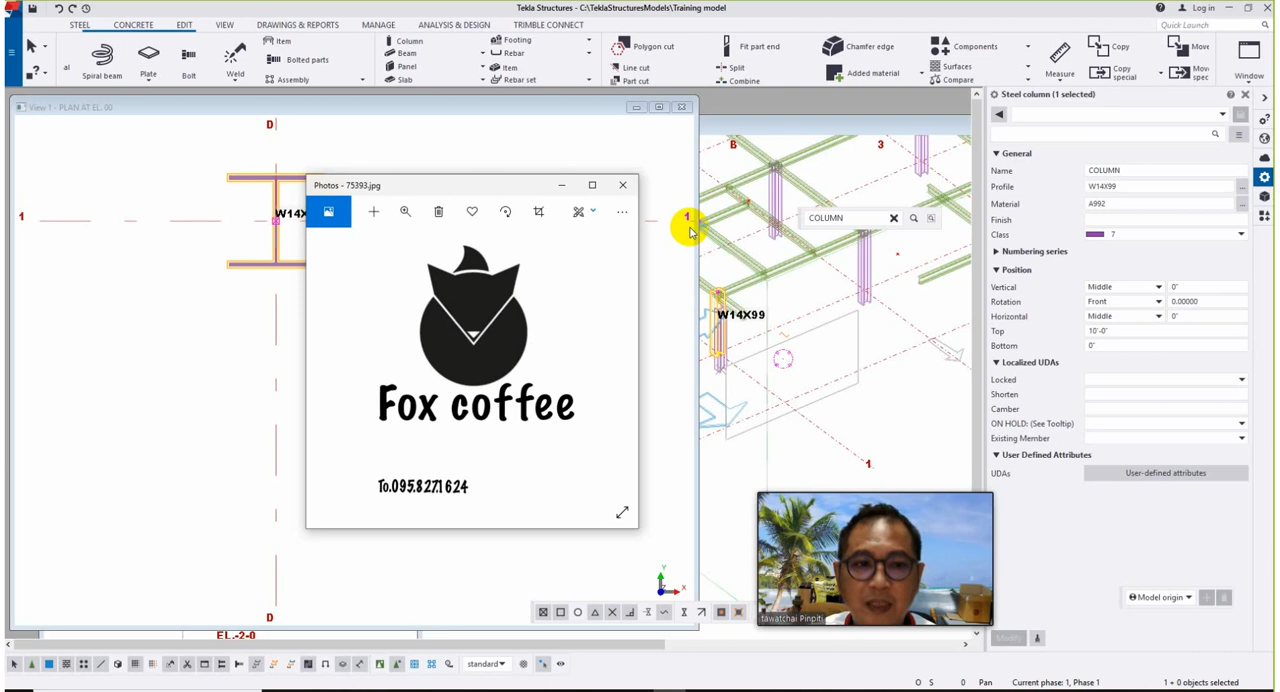 Tekla Structures - C:\TeklaStructuresModels\Training model
Log in
STEEL CONCRETE EDIT VIEW DRAWINGS & REPORTS MANAGE ANALYSIS & DESIGN TRIMBLE CONNECT
Quick Launch
Spiral beam
Plate
Bolt
Weld
Item
Bolted parts
Assembly
Column
Beam
Panel
Slab
Footing
Rebar
Item
Rebar set
Polygon cut
Line cut
Part cut
Fit part end
Split
Combine
Chamfer edge
Added material
Components
Surfaces
Compare
Measure
Copy
Copy special
Move
Move spec
Window
View 1 - PLAN AT EL. 00
D
1
W14X
D
EL.-2-0
Photos - 75393.jpg
Fox coffee
To.095.827.1624
1
B
3
COLUMN
W14X99
1
Y
X
Steel column (1 selected)
General
Name COLUMN
Profile W14X99
Material A992
Finish
Class 7
Numbering series
Position
Vertical Middle 0"
Rotation Front 0.00000
Horizontal Middle 0"
Top 10'-0"
Bottom 0"
Localized UDAs
Locked
Shorten
Camber
ON HOLD: (See Tooltip)
Existing Member
User Defined Attributes
UDAs User-defined attributes
Model origin
Modify
tawatchai Pinpiti
standard
O S 0 Pan Current phase: 1, Phase 1 1 + 0 objects selected